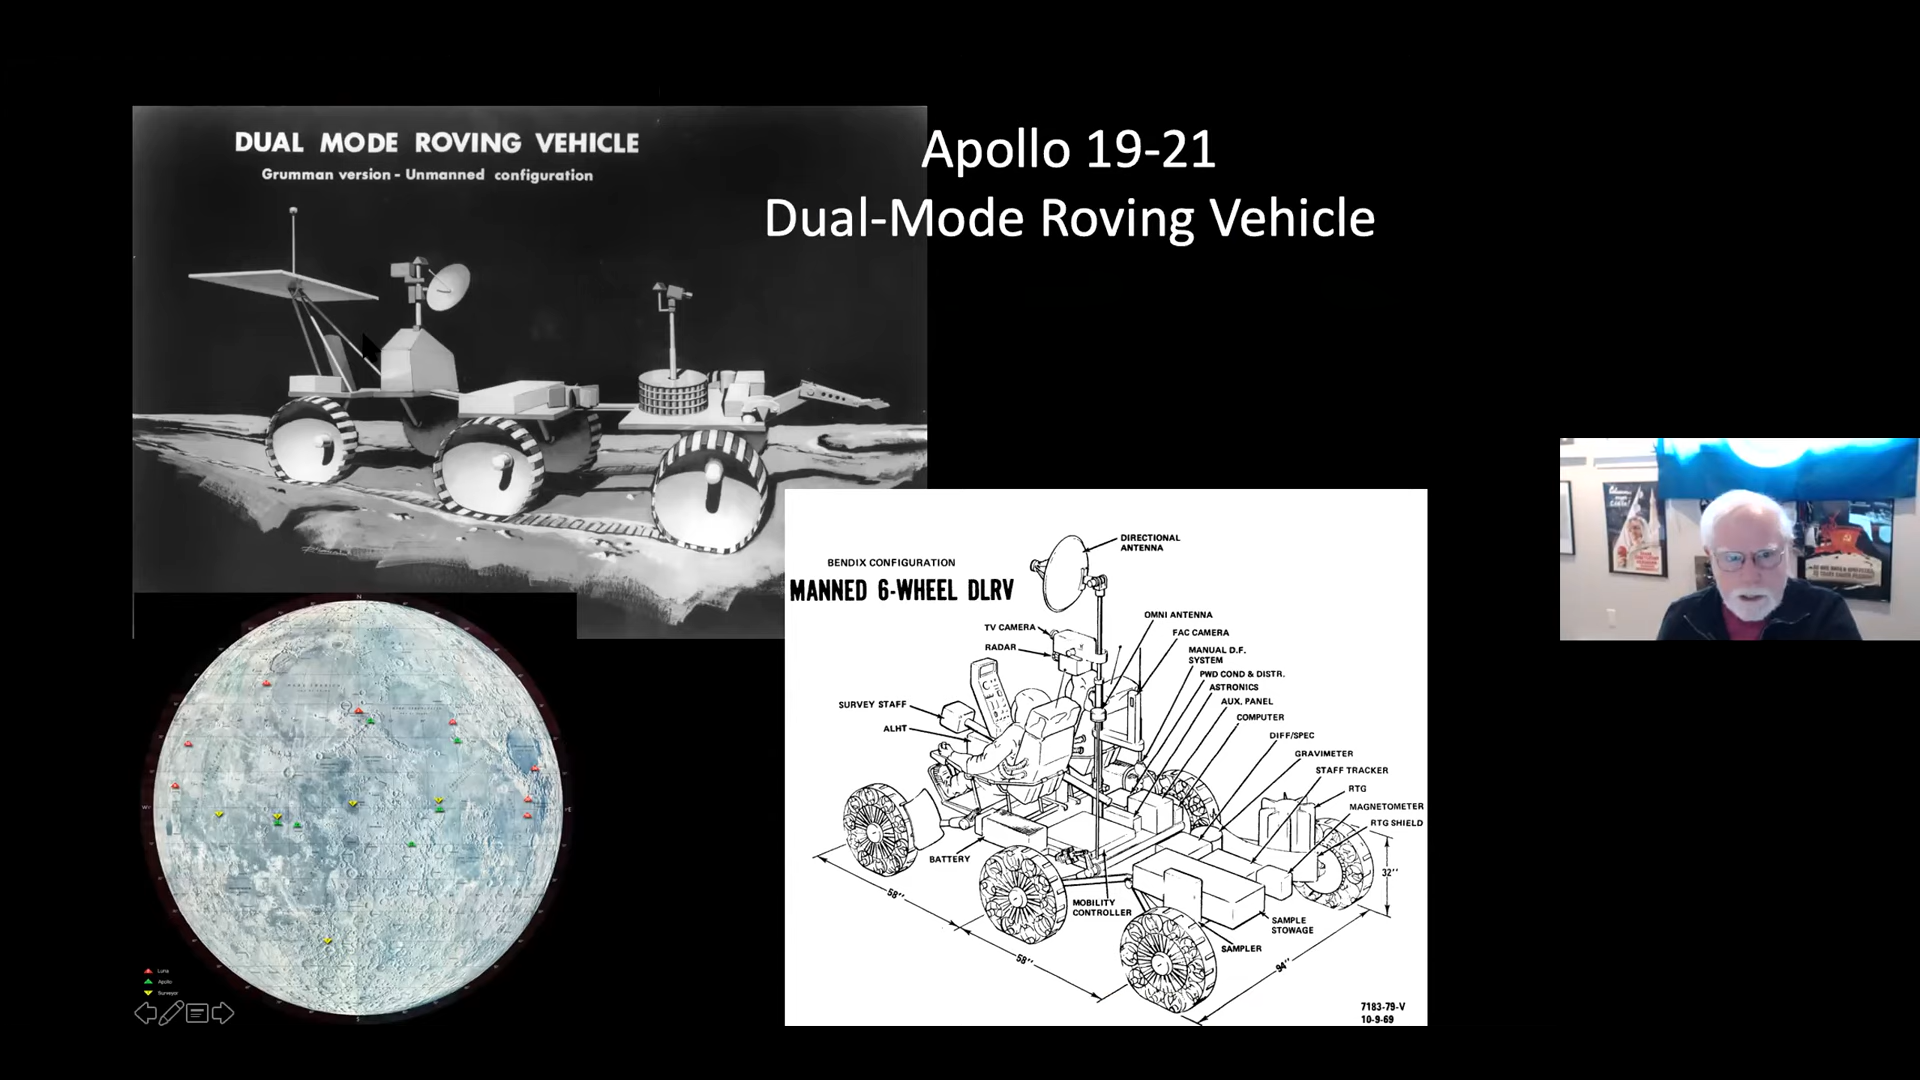 DUAL MODE ROVING VEHICLE
Grumman version - Unmanned configuration
Apollo 19-21
Dual-Mode Roving Vehicle
BENDIX CONFIGURATION
MANNED 6-WHEEL DLRV
DIRECTIONAL
ANTENNA
TV CAMERA
RADAR
OMNI ANTENNA
FAC CAMERA
MANUAL D.F.
SYSTEM
PWD COND & DISTR.
ASTRONICS
AUX. PANEL
COMPUTER
DIFF/SPEC
GRAVIMETER
STAFF TRACKER
RTG
MAGNETOMETER
RTG SHIELD
SURVEY STAFF
ALHT
BATTERY
MOBILITY
CONTROLLER
SAMPLE
STOWAGE
SAMPLER
58''
58''
94''
32''
7183-79-V
10-9-69
N
S
Luna
Apollo
Surveyor